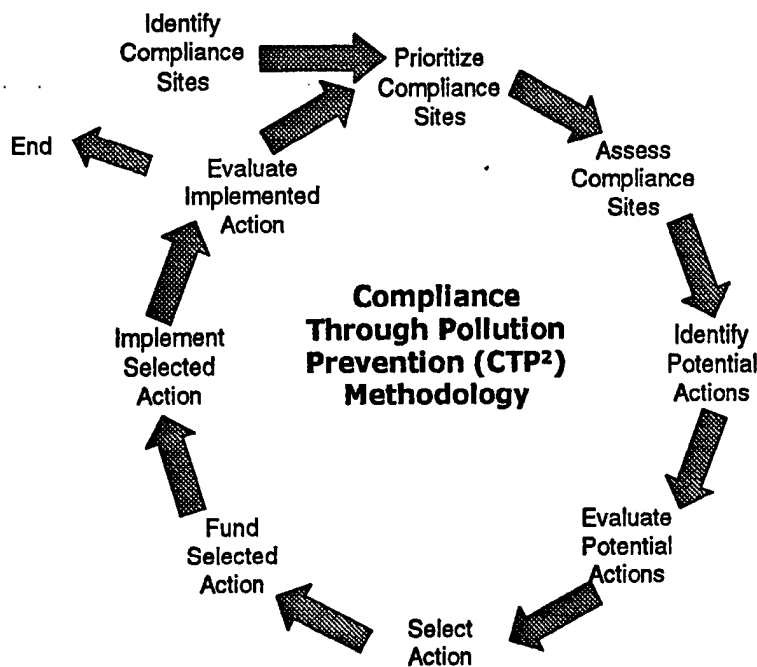 Identify
Compliance
Sites
Prioritize
Compliance
Sites
Assess
Compliance
Sites
Identify
Potential
Actions
Evaluate
Potential
Actions
Select
Action
Fund
Selected
Action
Implement
Selected
Action
Evaluate
Implemented
Action
End
Compliance
Through Pollution
Prevention (CTP²)
Methodology